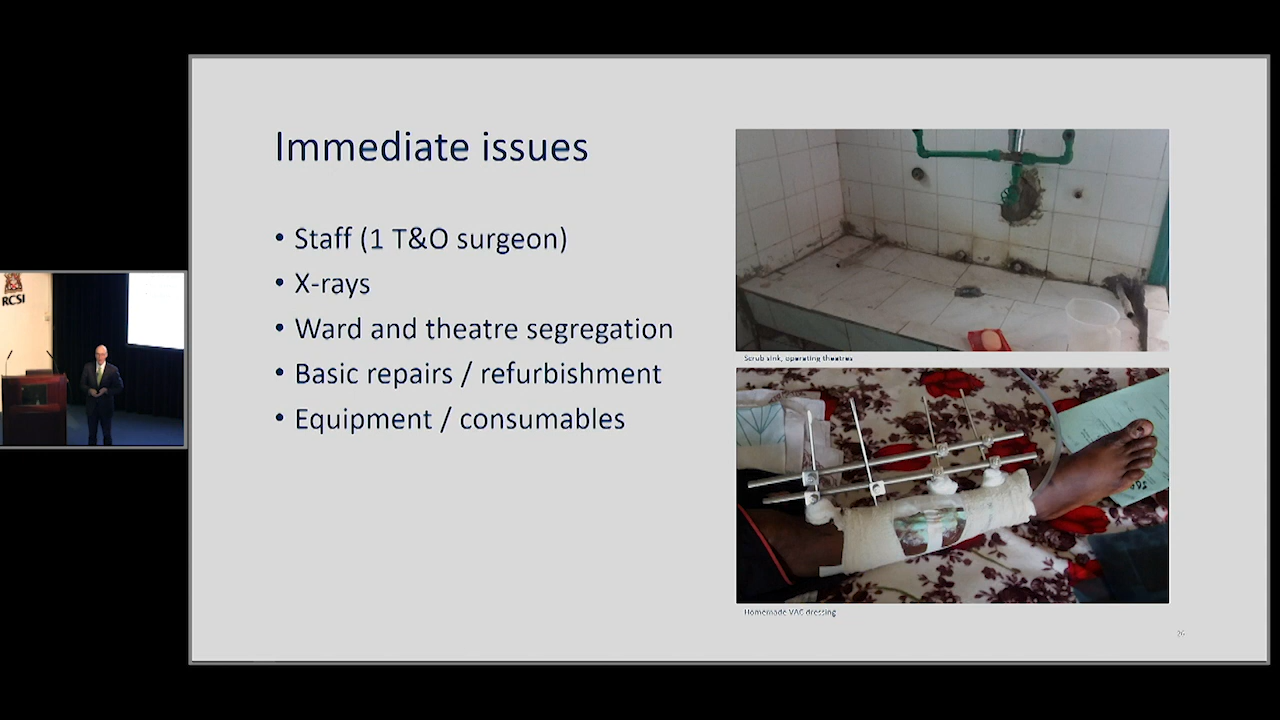 RCSI
Immediate issues
• Staff (1 T&O surgeon)
• X-rays
• Ward and theatre segregation
• Basic repairs / refurbishment
• Equipment / consumables
Scrub sink, operating theatres
Homemade VAC dressing
26